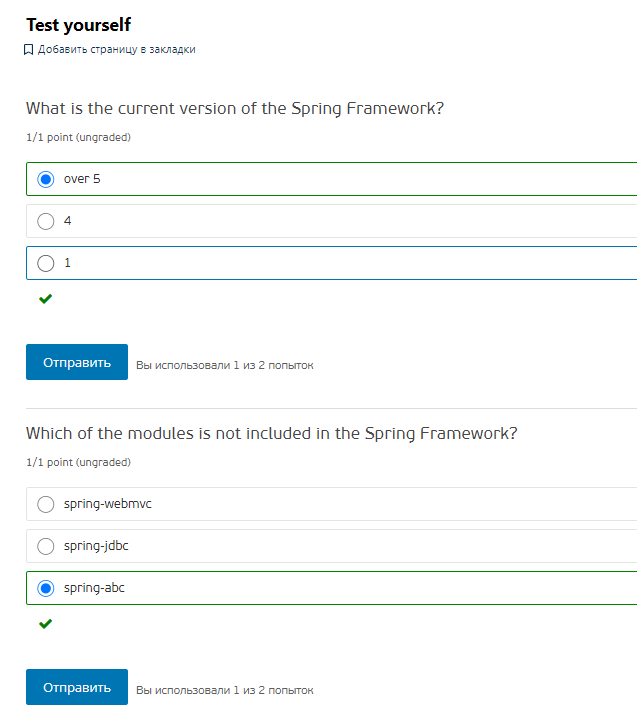 Test yourself
Добавить страницу в закладки
What is the current version of the Spring Framework?
1/1 point (ungraded)
over 5
4
1
Отправить Вы использовали 1 из 2 попыток
Which of the modules is not included in the Spring Framework?
1/1 point (ungraded)
spring-webmvc
spring-jdbc
spring-abc
Отправить Вы использовали 1 из 2 попыток